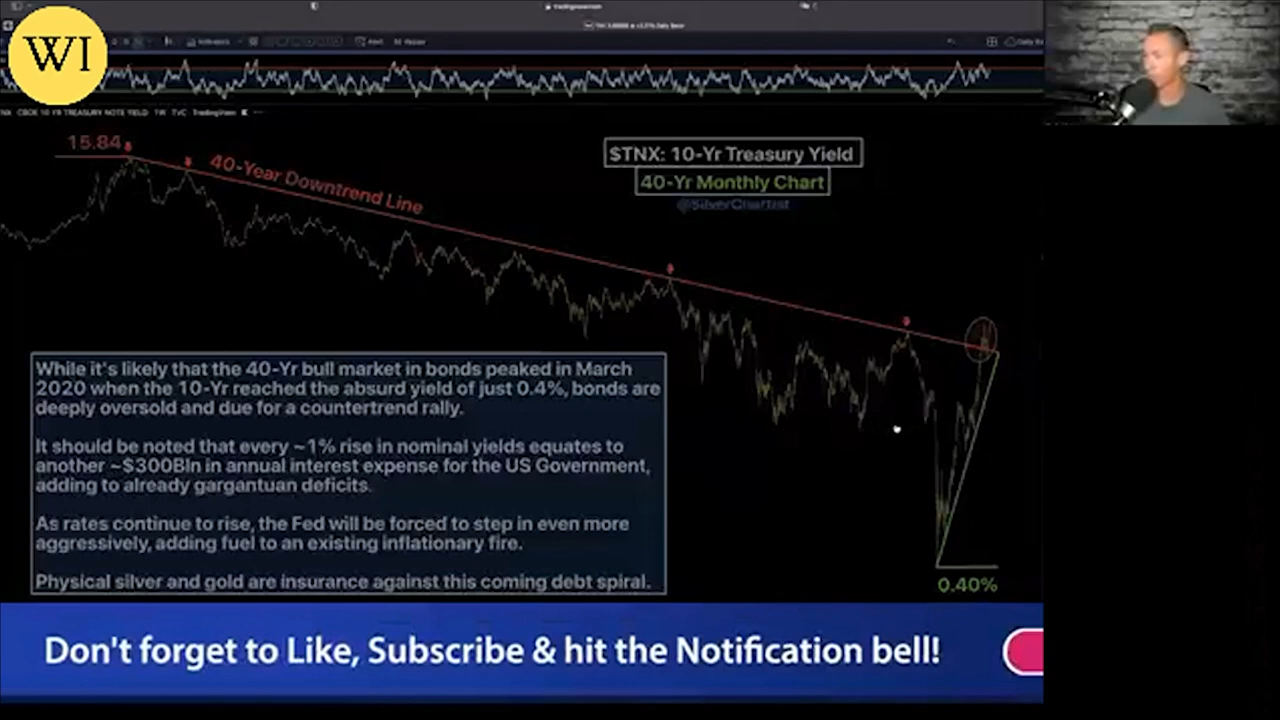 WI
Alert
15.84
40-Year Downtrend Line
$TNX: 10-Yr Treasury Yield
40-Yr Monthly Chart
@SilverChartist
While it's likely that the 40-Yr bull market in bonds peaked in March
2020 when the 10-Yr reached the absurd yield of just 0.4%, bonds are
deeply oversold and due for a countertrend rally.
It should be noted that every ~1% rise in nominal yields equates to
another ~$300Bln in annual interest expense for the US Government,
adding to already gargantuan deficits.
As rates continue to rise, the Fed will be forced to step in even more
aggressively, adding fuel to an existing inflationary fire.
Physical silver and gold are insurance against this coming debt spiral.
0.40%
Don't forget to Like, Subscribe & hit the Notification bell!